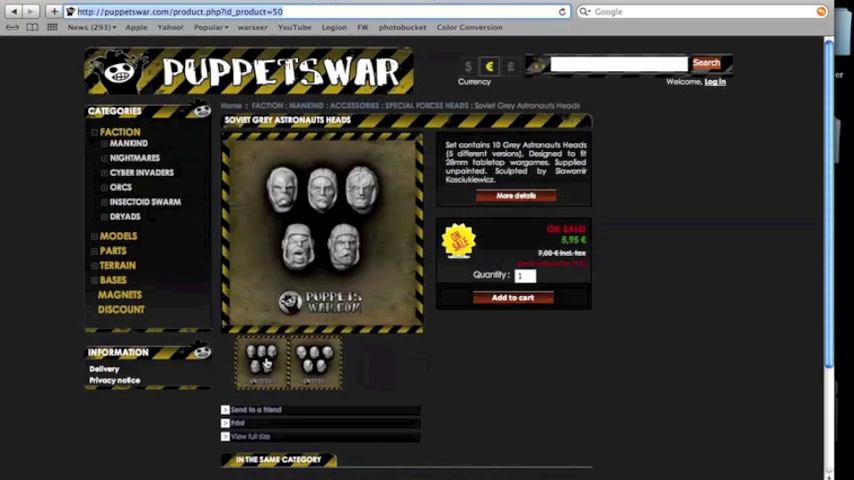 http://puppetswar.com/product.php?id_product=50
Google
News (293) Apple Yahoo! Popular warseer YouTube Legion FW photobucket Color Conversion
PUPPETSWAR
$ € £
Currency
Search
Welcome, Log in
CATEGORIES
FACTION
MANKIND
NIGHTMARES
CYBER INVADERS
ORCS
INSECTOID SWARM
DRYADS
MODELS
PARTS
TERRAIN
BASES
MAGNETS
DISCOUNT
INFORMATION
Delivery
Privacy notice
Home : FACTION : MANKIND : ACCESSORIES : SPECIAL FORCES HEADS : Soviet Grey Astronauts Heads
SOVIET GREY ASTRONAUTS HEADS
PUPPETS
WAR.COM
Set contains 10 Grey Astronauts Heads
(5 different versions), Designed to fit
28mm tabletop wargames. Supplied
unpainted. Sculpted by Slawomir
Kosciukiewicz.
More details
ON SALE
ON SALE!
5,95 €
7,00 € incl. tax
Quantity : 1
Add to cart
Send to a friend
Print
View full size
IN THE SAME CATEGORY